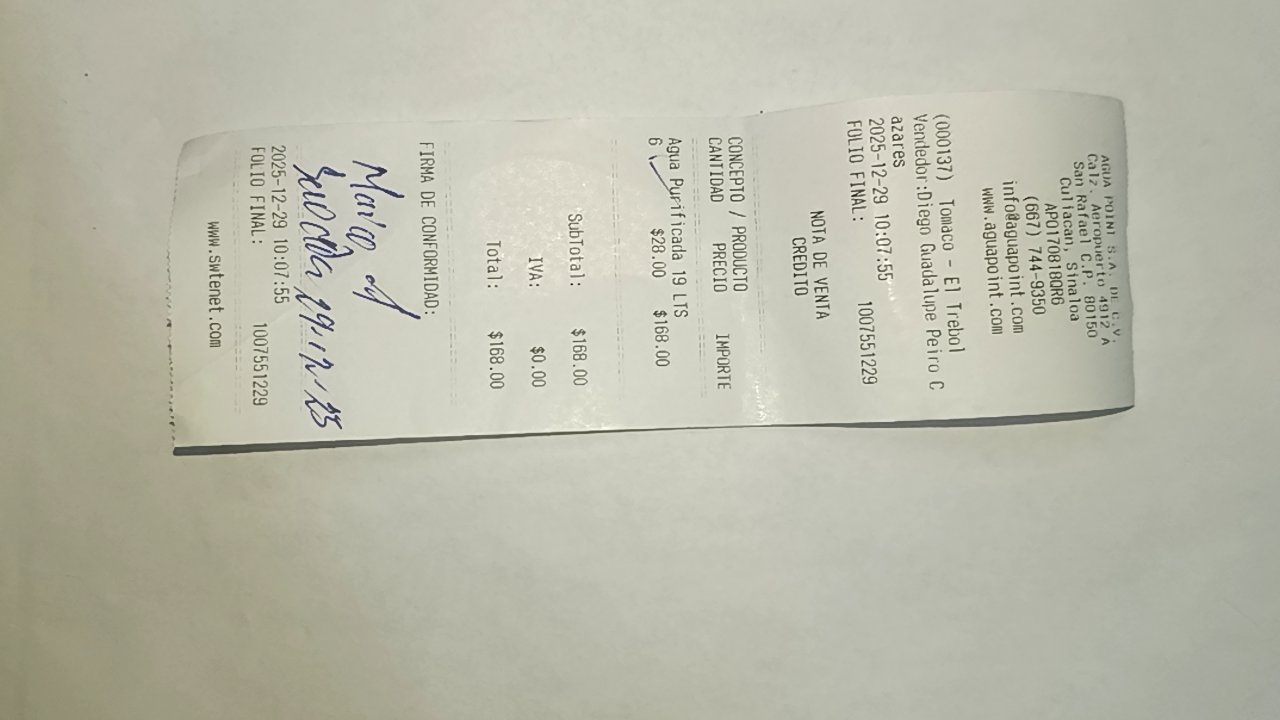 AGUA POINT S.A. DE C.V.
Calz. Aeropuerto 4912 A
San Rafael C.P. 80150
Culiacan, Sinaloa
APO170818QR6
(667) 744-9350
info@aguapoint.com
www.aguapoint.com
(000137) Tomaco - El Trebol
Vendedor:Diego Guadalupe Peiro C
azares
2025-12-29 10:07:55
FOLIO FINAL: 1007551229
NOTA DE VENTA
CREDITO
CONCEPTO / PRODUCTO
CANTIDAD PRECIO IMPORTE
Agua Purificada 19 LTS
6 $28.00 $168.00
SubTotal: $168.00
IVA: $0.00
Total: $168.00
FIRMA DE CONFORMIDAD:
29-12-25
2025-12-29 10:07:55
FOLIO FINAL: 1007551229
www.swtenet.com